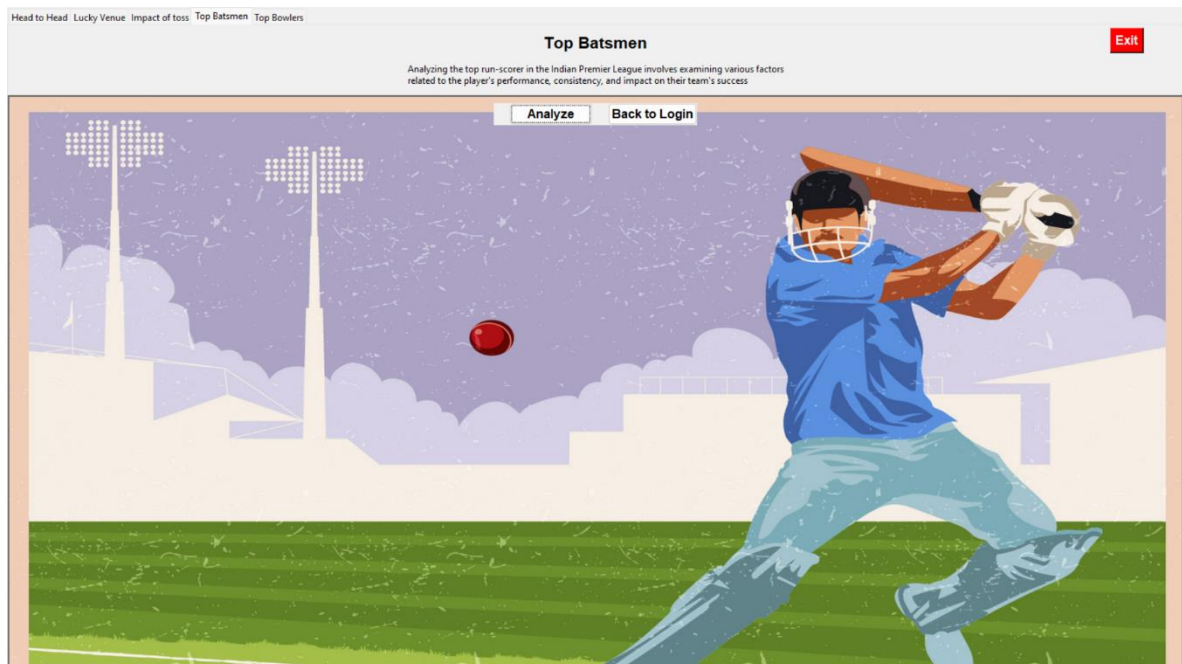 Head to Head Lucky Venue Impact of toss Top Batsmen Top Bowlers
Top Batsmen
Exit
Analyzing the top run-scorer in the Indian Premier League involves examining various factors
related to the player's performance, consistency, and impact on their team's success
Analyze Back to Login